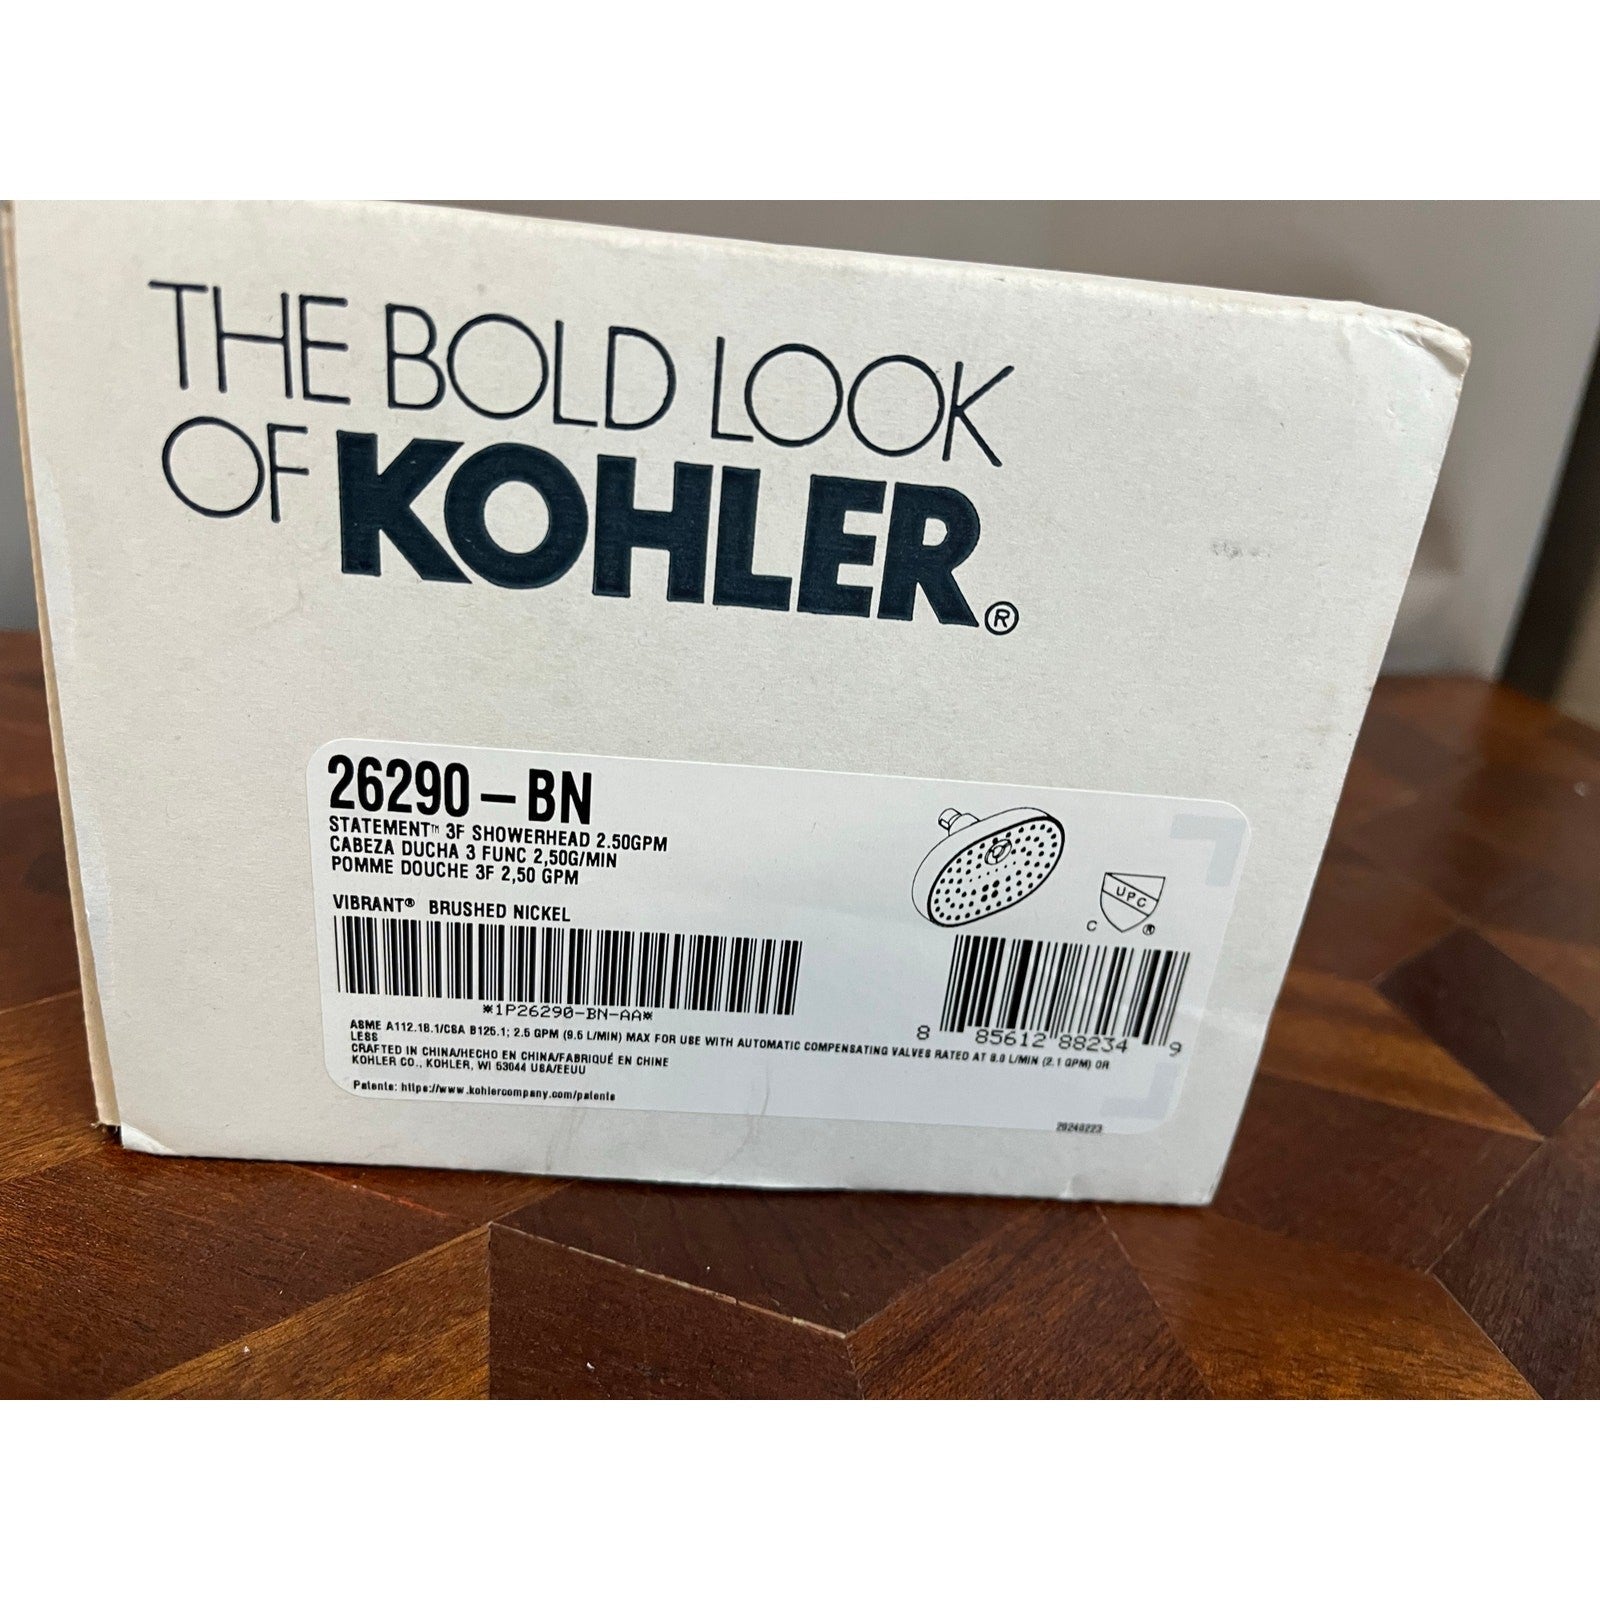 THE BOLD LOOK
OF KOHLER®
26290-BN
STATEMENT™ 3F SHOWERHEAD 2.50GPM
CABEZA DUCHA 3 FUNC 2,50G/MIN
POMME DOUCHE 3F 2,50 GPM
VIBRANT® BRUSHED NICKEL
*1P26290-BN-AA*
UPC
C ®
8 85612 88234 9
ASME A112.18.1/CSA B125.1; 2.5 GPM (9.5 L/MIN) MAX FOR USE WITH AUTOMATIC COMPENSATING VALVES RATED AT 8.0 L/MIN (2.1 GPM) OR
LESS
CRAFTED IN CHINA/HECHO EN CHINA/FABRIQUÉ EN CHINE
KOHLER CO., KOHLER, WI 53044 USA/EEUU
Patents: https://www.kohlercompany.com/patents
20240223